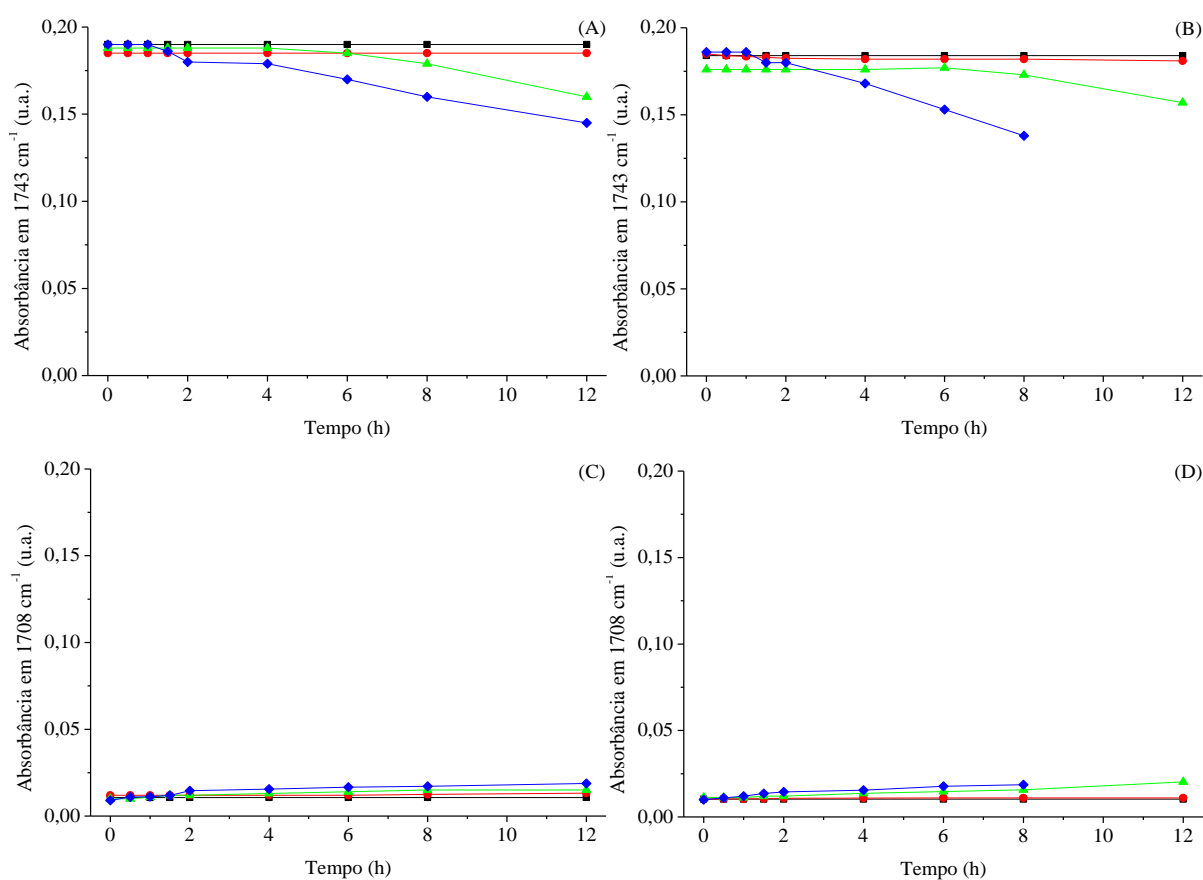 (A)
Absorbância em 1743 cm⁻¹ (u.a.)
0,20
0,15
0,10
0,05
0,00
0 2 4 6 8 10 12
Tempo (h)
(B)
Absorbância em 1743 cm⁻¹ (u.a.)
0,20
0,15
0,10
0,05
0,00
0 2 4 6 8 10 12
Tempo (h)
(C)
Absorbância em 1708 cm⁻¹ (u.a.)
0,20
0,15
0,10
0,05
0,00
0 2 4 6 8 10 12
Tempo (h)
(D)
Absorbância em 1708 cm⁻¹ (u.a.)
0,20
0,15
0,10
0,05
0,00
0 2 4 6 8 10 12
Tempo (h)